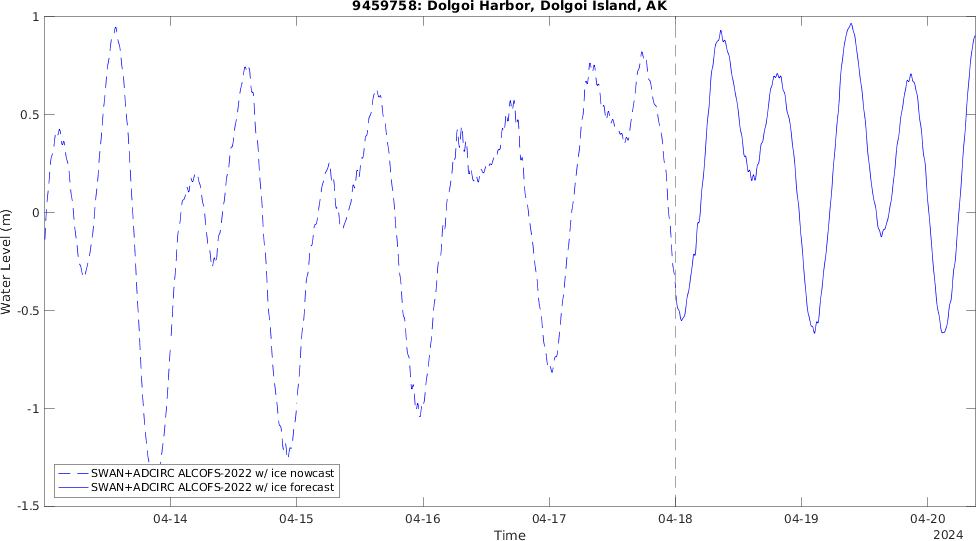 9459758: Dolgoi Harbor, Dolgoi Island, AK
1
0.5
0
-0.5
-1
-1.5
Water Level (m)
SWAN+ADCIRC ALCOFS-2022 w/ ice nowcast
SWAN+ADCIRC ALCOFS-2022 w/ ice forecast
04-14 04-15 04-16 04-17 04-18 04-19 04-20
Time
2024